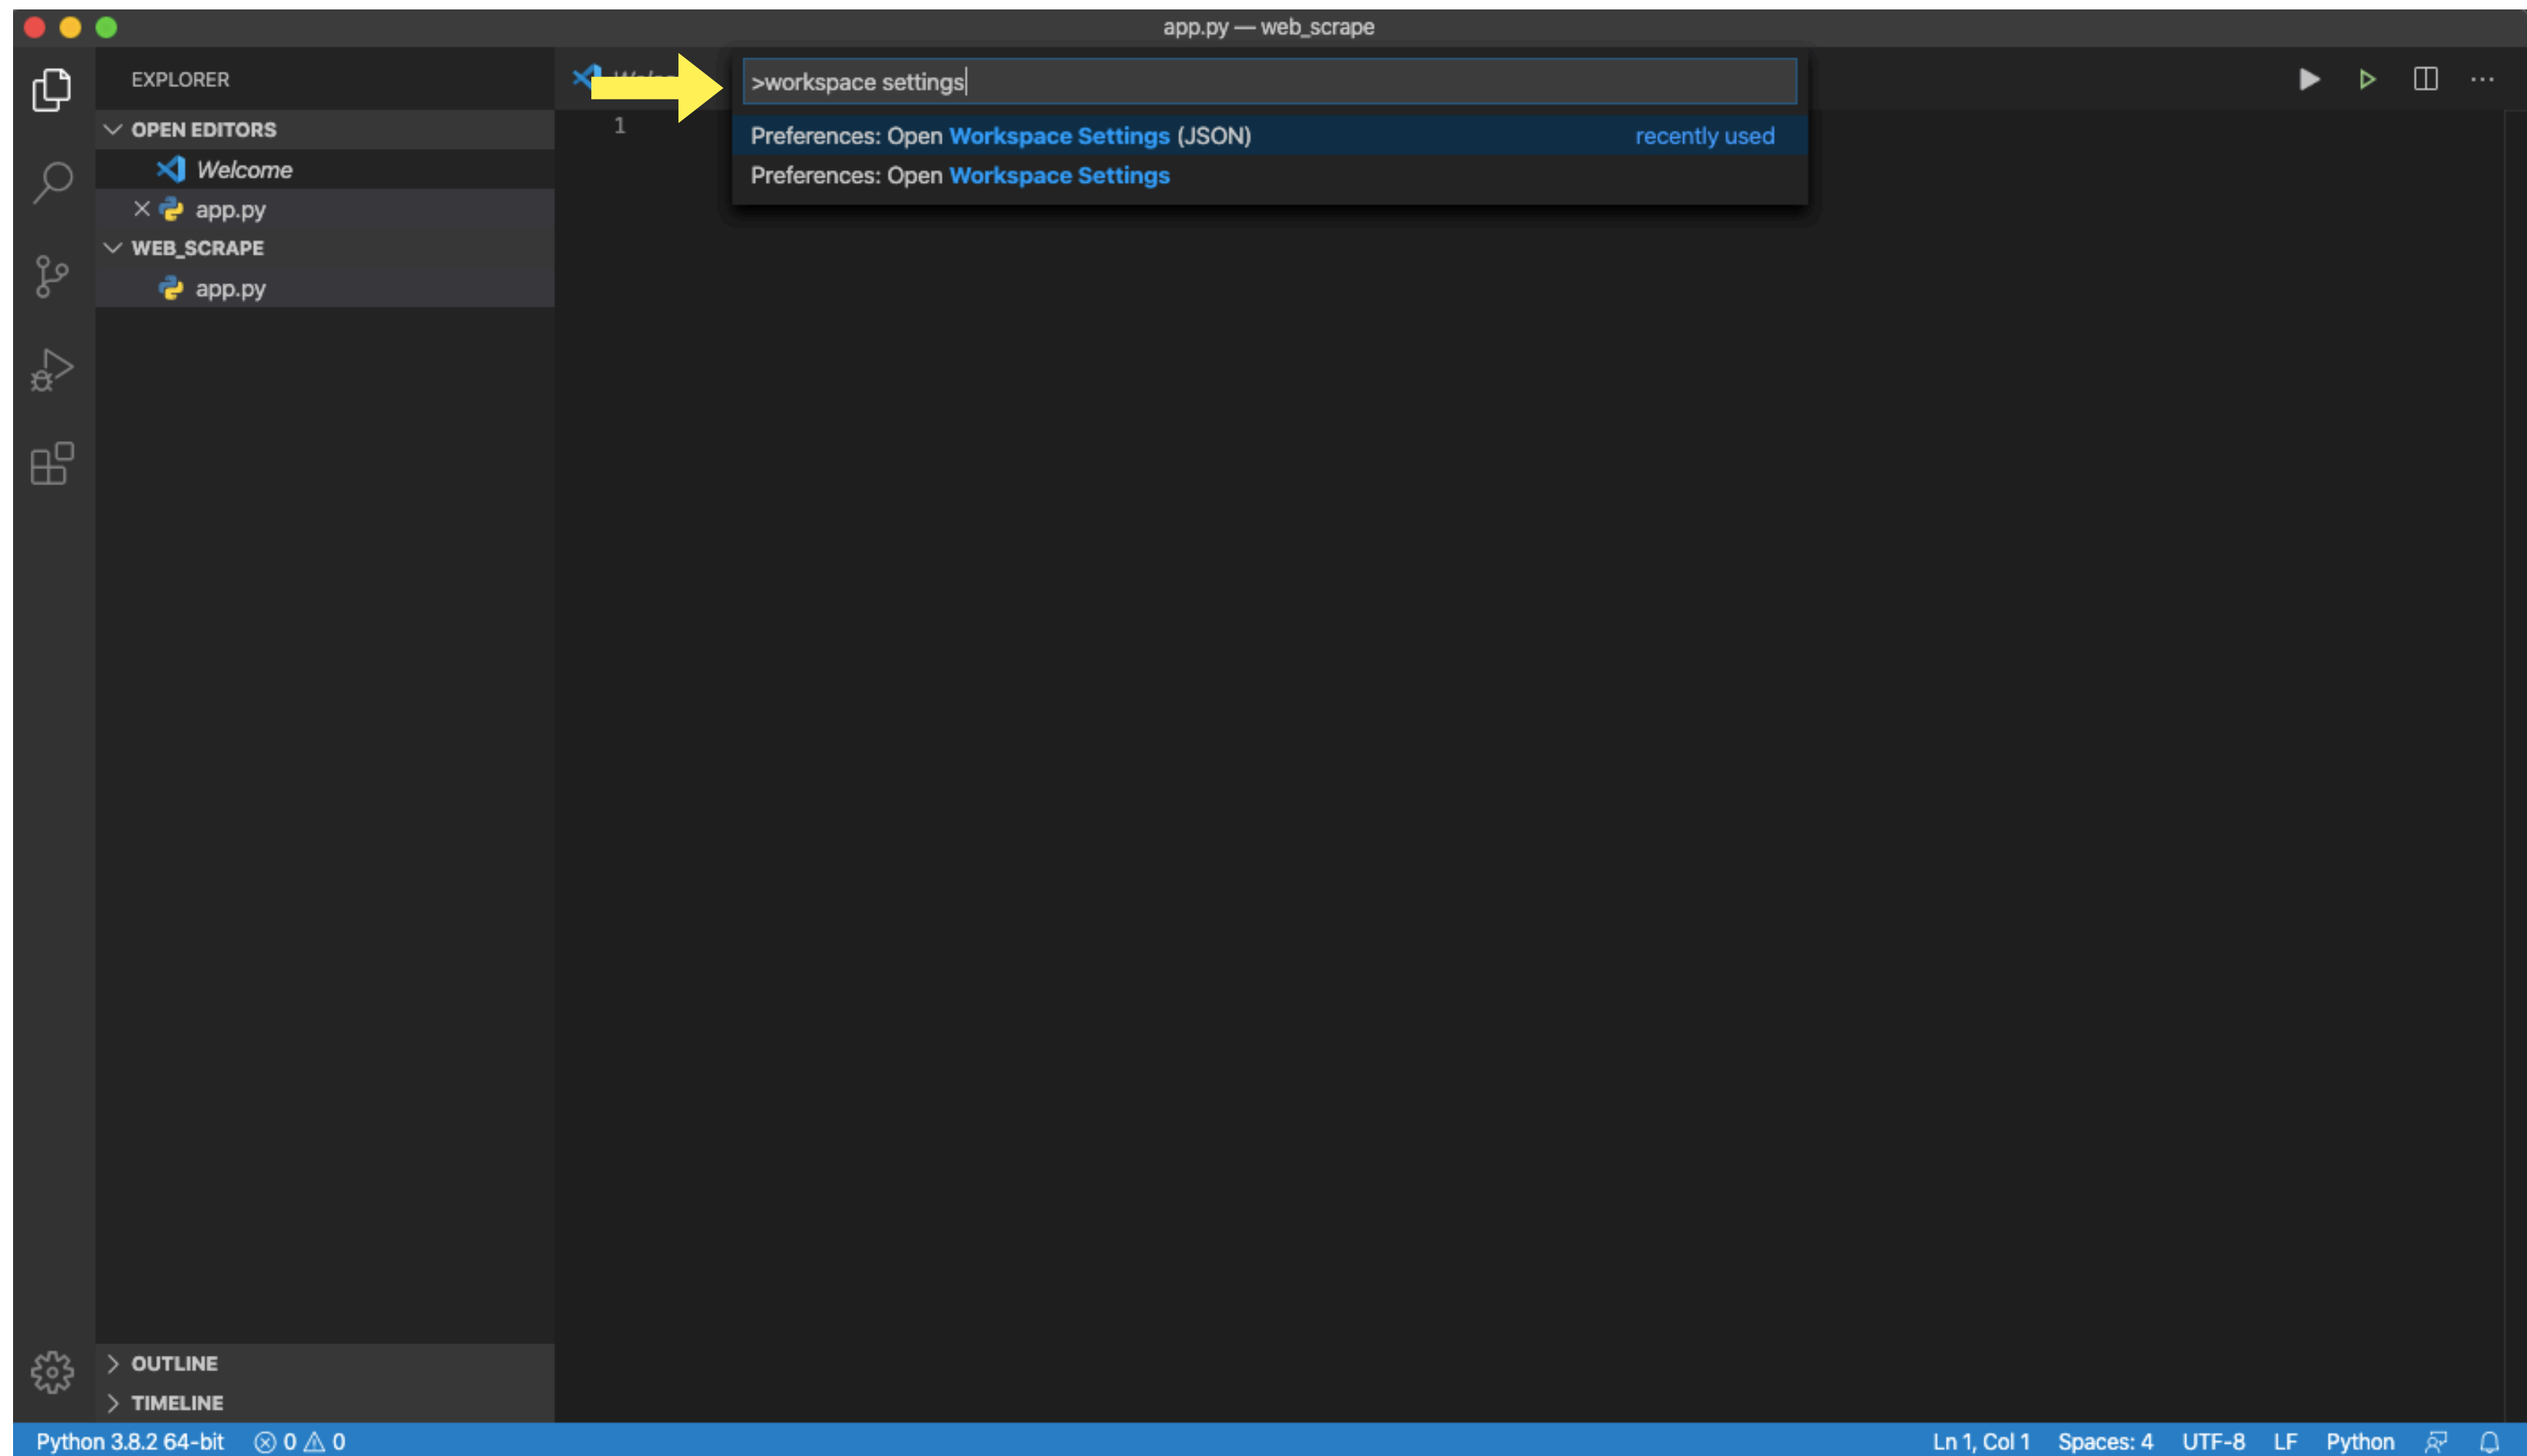 app.py — web_scrape
EXPLORER
>workspace settings
Preferences: Open Workspace Settings (JSON) recently used
Preferences: Open Workspace Settings
OPEN EDITORS
Welcome
app.py
WEB_SCRAPE
app.py
1
OUTLINE
TIMELINE
Python 3.8.2 64-bit 0 0 Ln 1, Col 1 Spaces: 4 UTF-8 LF Python